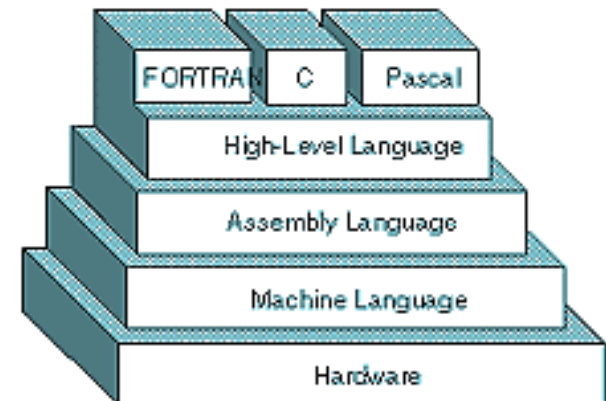 FORTRAN C Pascal
High-Level Language
Assembly Language
Machine Language
Hardware